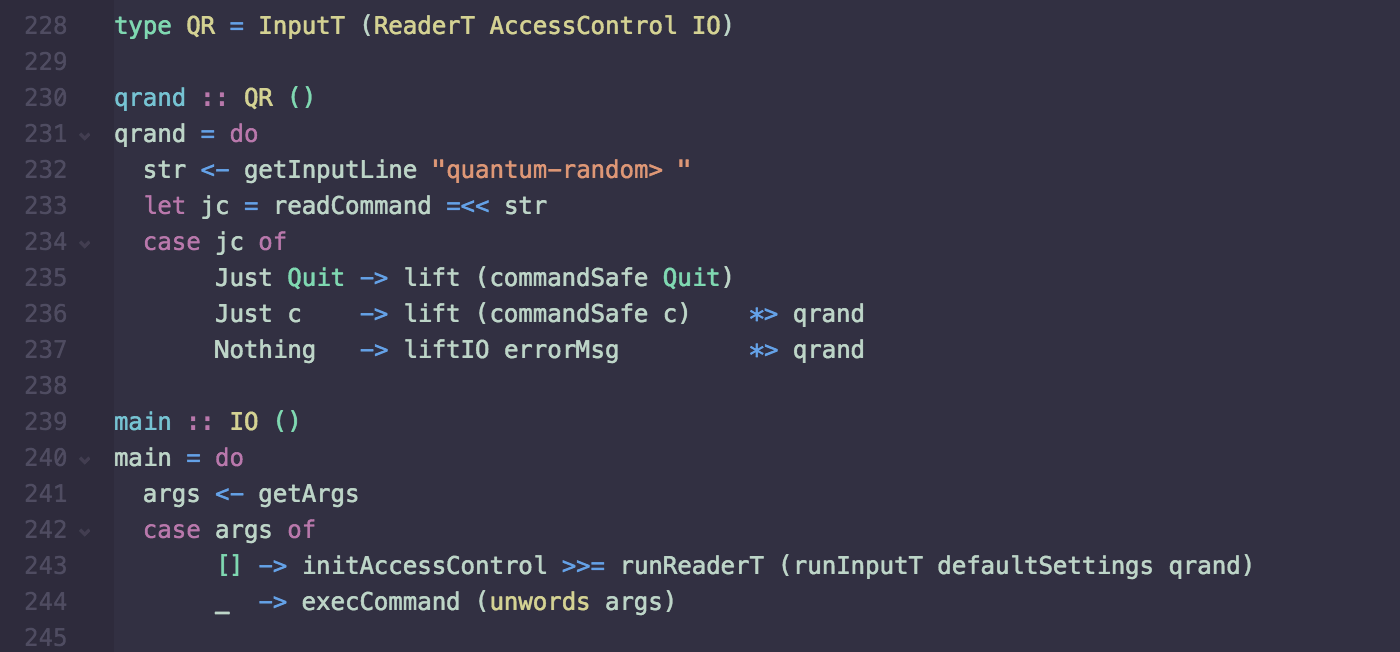 228 type QR = InputT (ReaderT AccessControl IO)
229
230 qrand :: QR ()
231 qrand = do
232   str <- getInputLine "quantum-random> "
233   let jc = readCommand =<< str
234   case jc of
235        Just Quit -> lift (commandSafe Quit)
236        Just c    -> lift (commandSafe c)    *> qrand
237        Nothing   -> liftIO errorMsg         *> qrand
238
239 main :: IO ()
240 main = do
241   args <- getArgs
242   case args of
243        [] -> initAccessControl >>= runReaderT (runInputT defaultSettings qrand)
244        _  -> execCommand (unwords args)
245